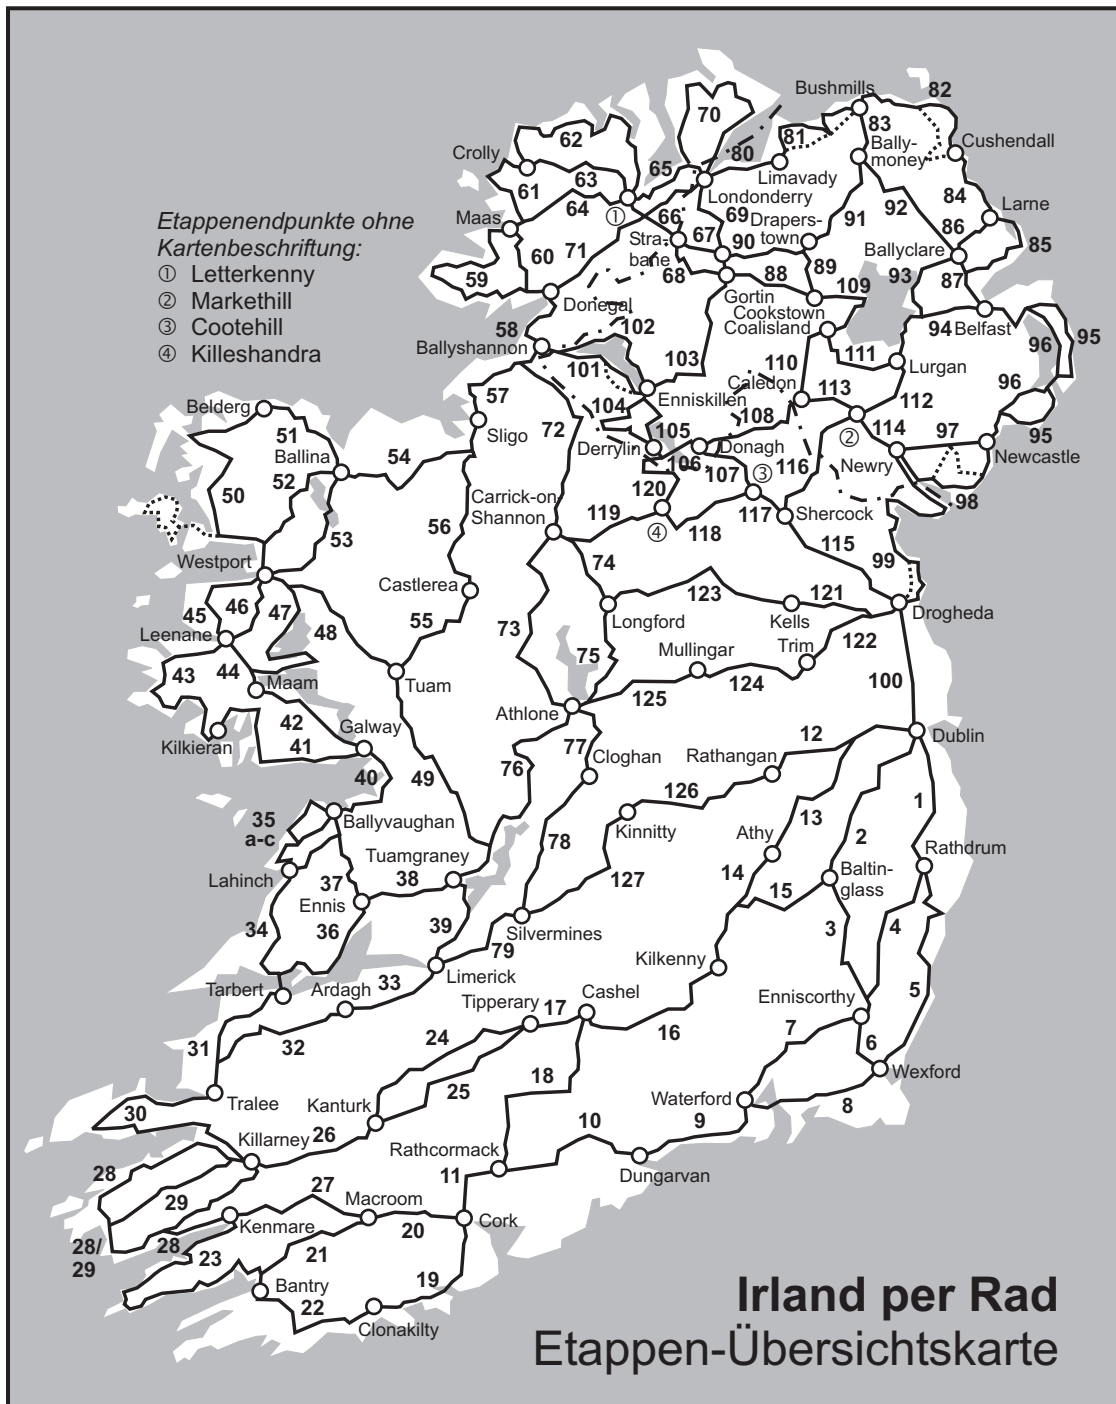 Bushmills
82
70
83
81
62
Bally-
money
Cushendall
Crolly
80
65
63
Limavady
61
64
Londonderry
84
92
Maas
①
66
69
Drapers-
town
91
Larne
86
Etappenendpunkte ohne
Kartenbeschriftung:
① Letterkenny
② Markethill
③ Cootehill
④ Killeshandra
Stra-
bane
67
90
85
60
71
Ballyclare
68
88
89
93
87
59
109
Gortin
Donegal
Cookstown
Belfast
58
102
Coalisland
94
95
96
Ballyshannon
103
110
111
101
Lurgan
57
Caledon
113
96
Enniskillen
104
112
Belderg
108
72
Sligo
105
114
97
95
51
Derrylin
Donagh
②
Newcastle
Ballina
54
106
116
Newry
52
107
③
50
120
98
Carrick-on-
Shannon
119
117
Shercock
56
④
118
53
115
99
Westport
74
Castlerea
123
121
45
46
47
Drogheda
48
55
Longford
Kells
Leenane
73
122
Mullingar
Trim
75
43
44
Maam
Tuam
124
100
125
42
Athlone
Galway
12
Dublin
Kilkieran
41
77
Cloghan
Rathangan
40
49
76
126
1
35
a-c
Ballyvaughan
13
Kinnitty
Athy
2
78
Tuamgraney
Rathdrum
Lahinch
37
38
14
Baltin-
glass
127
15
Ennis
34
36
39
3
4
Silvermines
79
Kilkenny
Limerick
33
Tarbert
Ardagh
5
Tipperary
17
Cashel
Enniscorthy
24
16
7
31
32
6
18
Wexford
25
Waterford
Tralee
Kanturk
8
30
10
9
26
Killarney
Rathcormack
28
11
Dungarvan
27
29
Macroom
Kenmare
20
Cork
28/
29
28
23
21
19
Bantry
22
Clonakilty
Irland per Rad
Etappen-Übersichtskarte